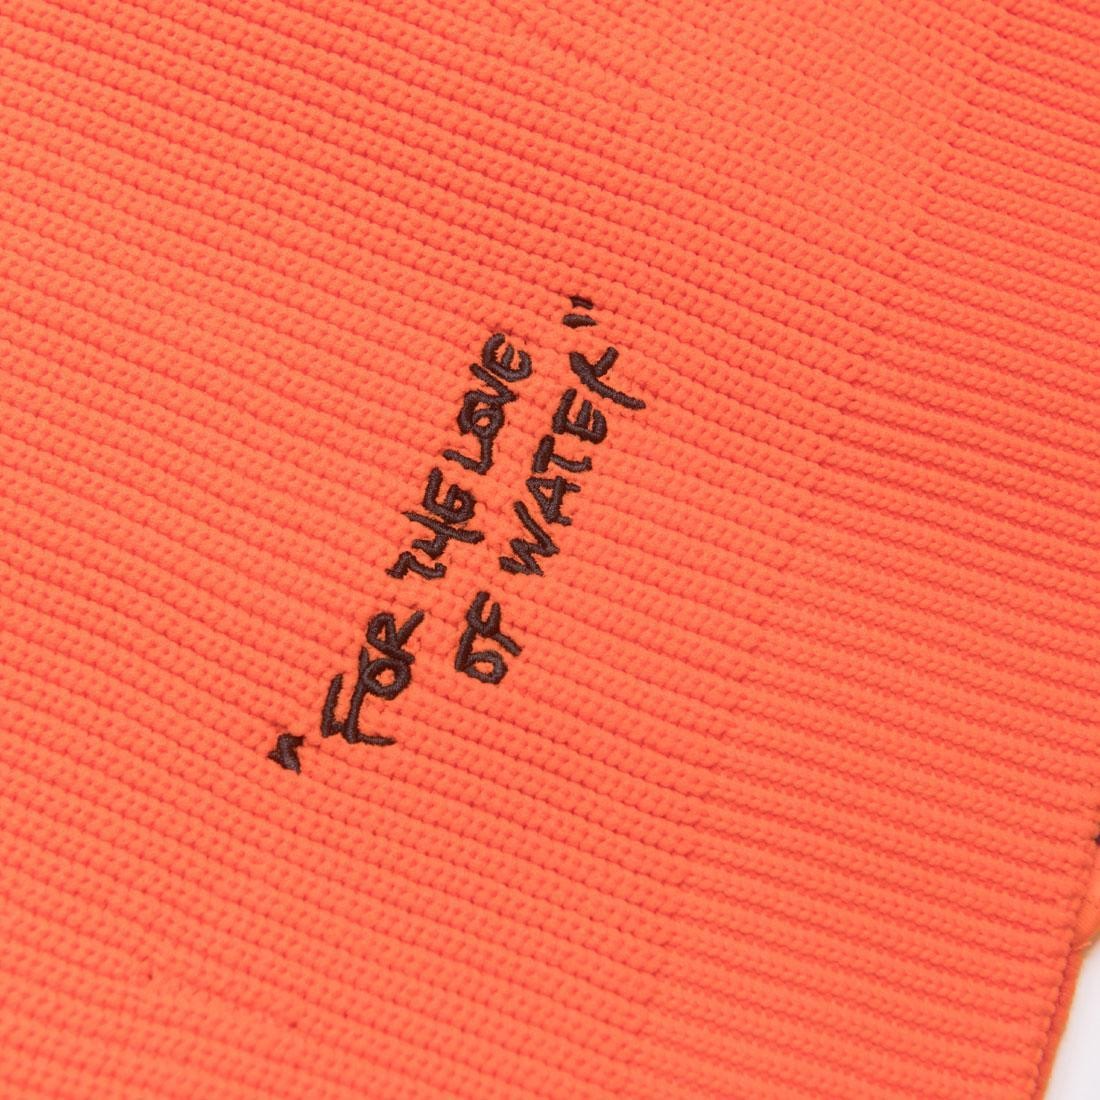 "FOR THE LOVE
OF WATER"